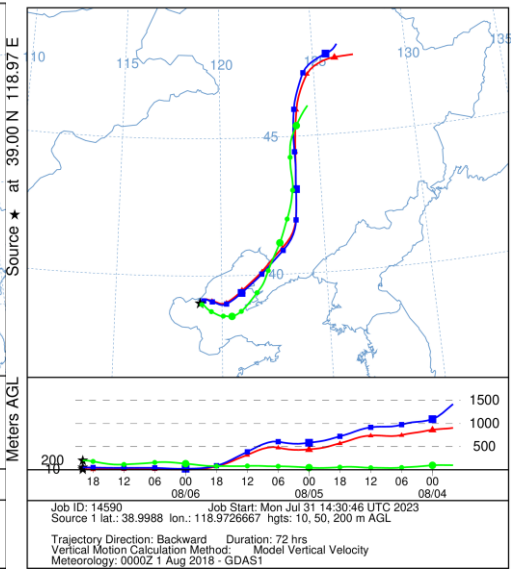 110
115
120
130
135
45
40
Source ★ at 39.00 N 118.97 E
Meters AGL
1500
1000
500
200
18 12 06 00 18 12 06 00 18 12 06 00
08/06 08/05 08/04
Job ID: 14590 Job Start: Mon Jul 31 14:30:46 UTC 2023
Source 1 lat.: 38.9988 lon.: 118.9726667 hgts: 10, 50, 200 m AGL
Trajectory Direction: Backward Duration: 72 hrs
Vertical Motion Calculation Method: Model Vertical Velocity
Meteorology: 0000Z 1 Aug 2018 - GDAS1